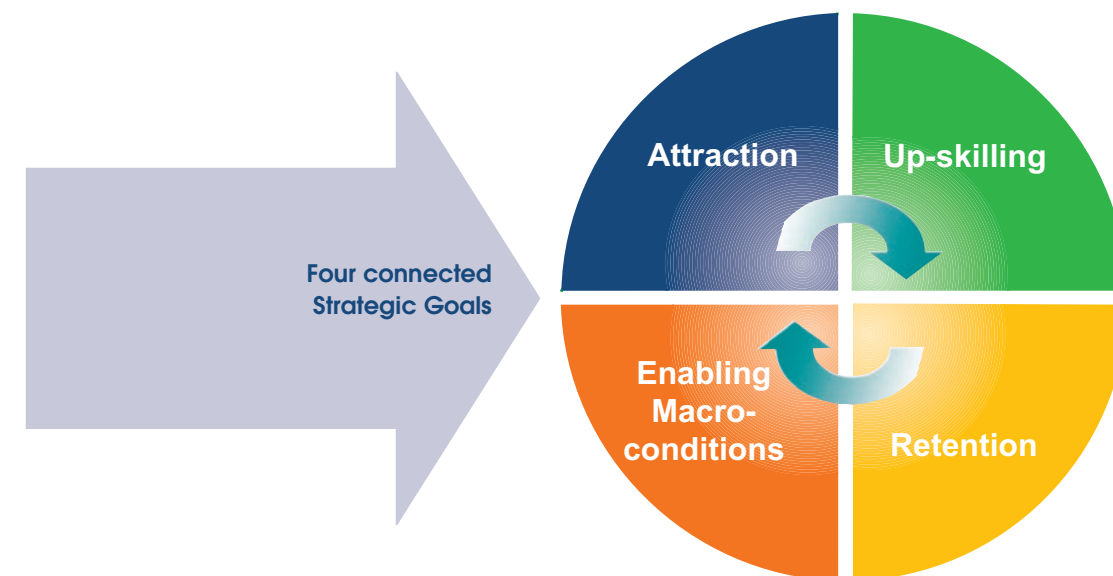 Four connected
Strategic Goals
Attraction
Up-skilling
Enabling
Macro-
conditions
Retention